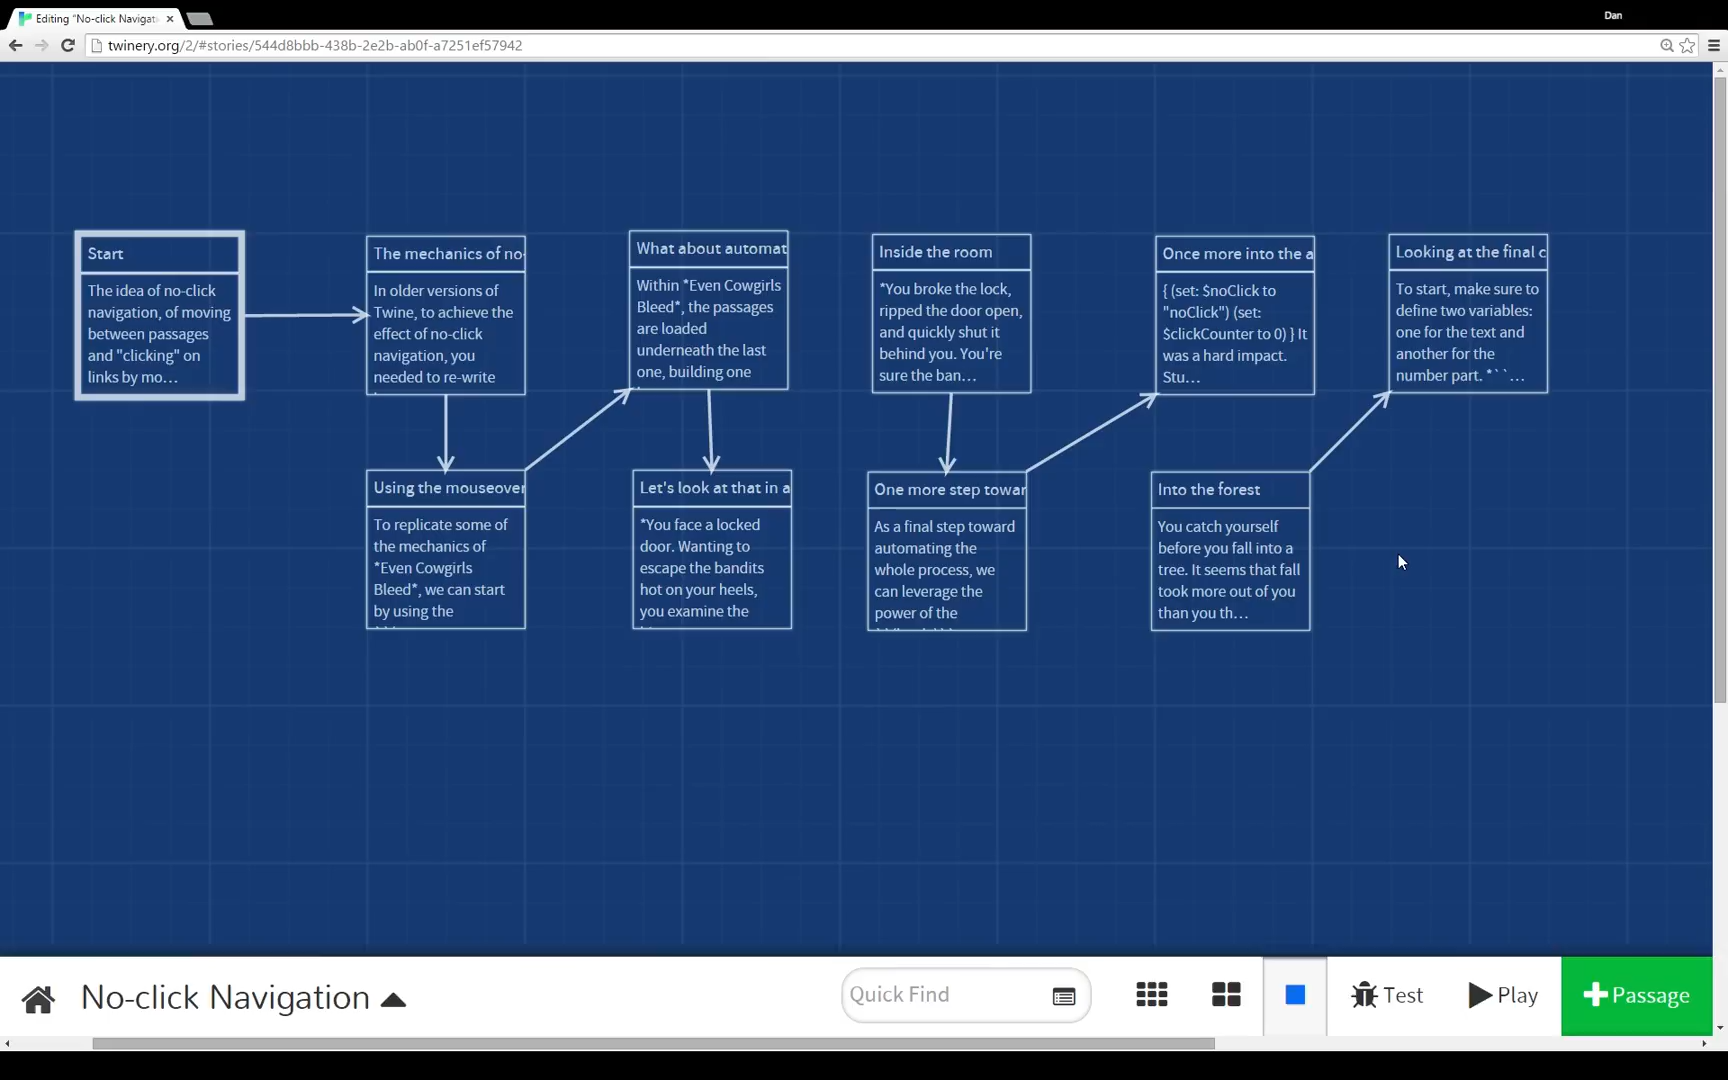 Editing "No-click Navigati
Dan
twinery.org/2/#stories/544d8bbb-438b-2e2b-ab0f-a7251ef57942
Start
The idea of no-click
navigation, of moving
between passages
and "clicking" on
links by mo...
The mechanics of no-
In older versions of
Twine, to achieve the
effect of no-click
navigation, you
needed to re-write
What about automat
Within *Even Cowgirls
Bleed*, the passages
are loaded
underneath the last
one, building one
Inside the room
*You broke the lock,
ripped the door open,
and quickly shut it
behind you. You're
sure the ban...
Once more into the a
{ (set: $noClick to
"noClick") (set:
$clickCounter to 0) } It
was a hard impact.
Stu...
Looking at the final c
To start, make sure to
define two variables:
one for the text and
another for the
number part. *``...
Using the mouseover
To replicate some of
the mechanics of
*Even Cowgirls
Bleed*, we can start
by using the
Let's look at that in a
*You face a locked
door. Wanting to
escape the bandits
hot on your heels,
you examine the
One more step towar
As a final step toward
automating the
whole process, we
can leverage the
power of the
Into the forest
You catch yourself
before you fall into a
tree. It seems that fall
took more out of you
than you th...
No-click Navigation
Quick Find
Test
Play
Passage